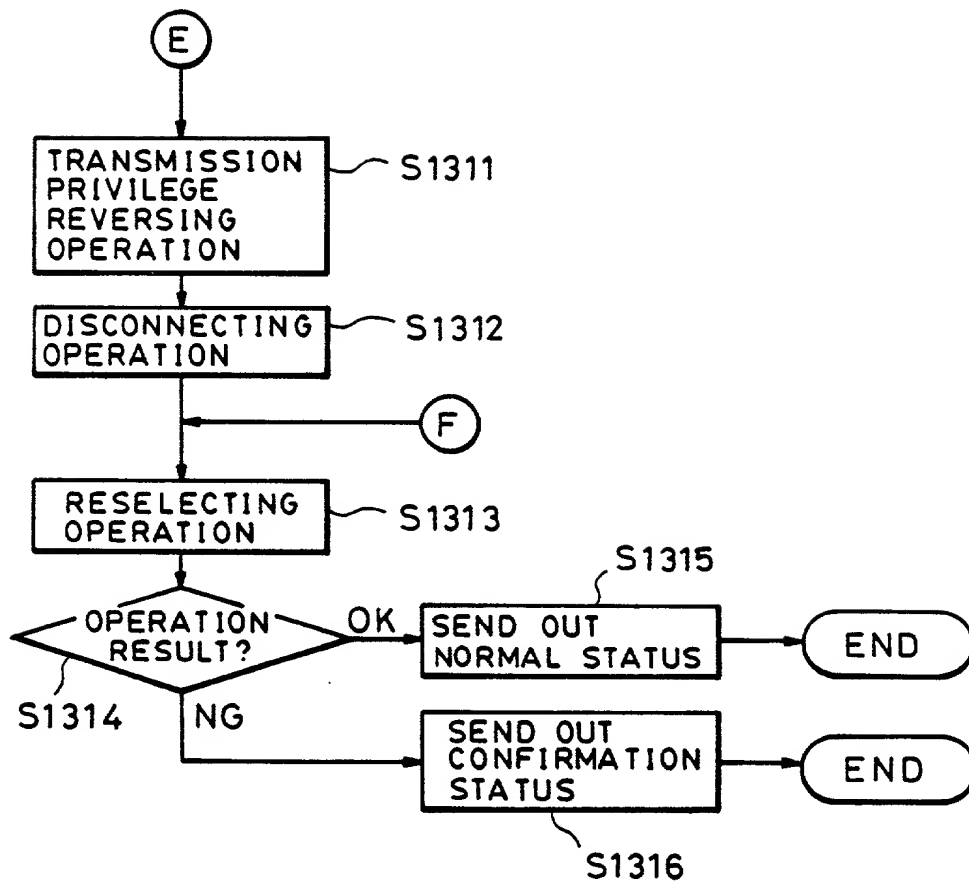 E
TRANSMISSION
PRIVILEGE
REVERSING
OPERATION
S1311
DISCONNECTING
OPERATION
S1312
F
RESELECTING
OPERATION
S1313
OPERATION
RESULT?
S1314
OK
S1315
SEND OUT
NORMAL STATUS
END
NG
SEND OUT
CONFIRMATION
STATUS
S1316
END